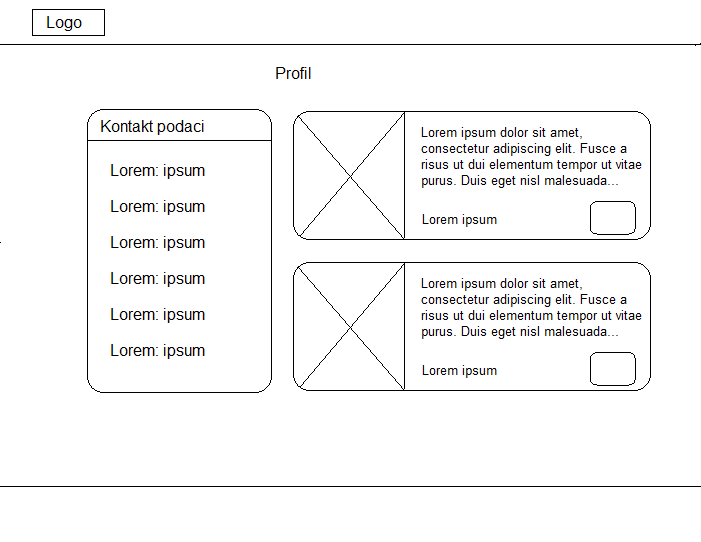 Logo
Profil
Kontakt podaci
Lorem: ipsum
Lorem: ipsum
Lorem: ipsum
Lorem: ipsum
Lorem: ipsum
Lorem: ipsum
Lorem ipsum dolor sit amet,
consectetur adipiscing elit. Fusce a
risus ut dui elementum tempor ut vitae
purus. Duis eget nisl malesuada...
Lorem ipsum
Lorem ipsum dolor sit amet,
consectetur adipiscing elit. Fusce a
risus ut dui elementum tempor ut vitae
purus. Duis eget nisl malesuada...
Lorem ipsum